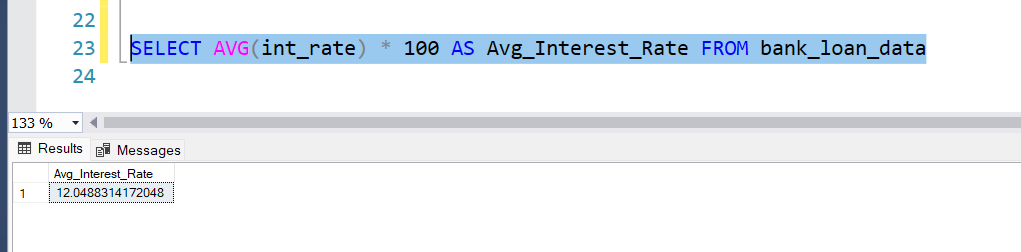 22
23 SELECT AVG(int_rate) * 100 AS Avg_Interest_Rate FROM bank_loan_data
24
133 %
Results Messages
Avg_Interest_Rate
1 12.0488314172048